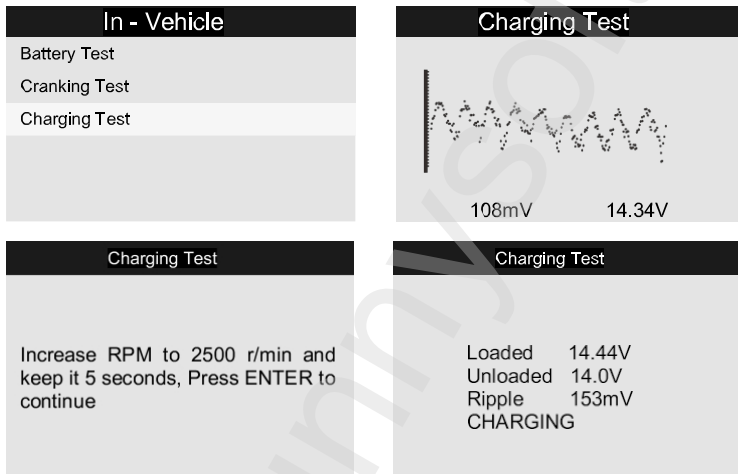 In - Vehicle
Battery Test
Cranking Test
Charging Test
Charging Test
108mV 14.34V
Charging Test
Increase RPM to 2500 r/min and
keep it 5 seconds, Press ENTER to
continue
Charging Test
Loaded 14.44V
Unloaded 14.0V
Ripple 153mV
CHARGING